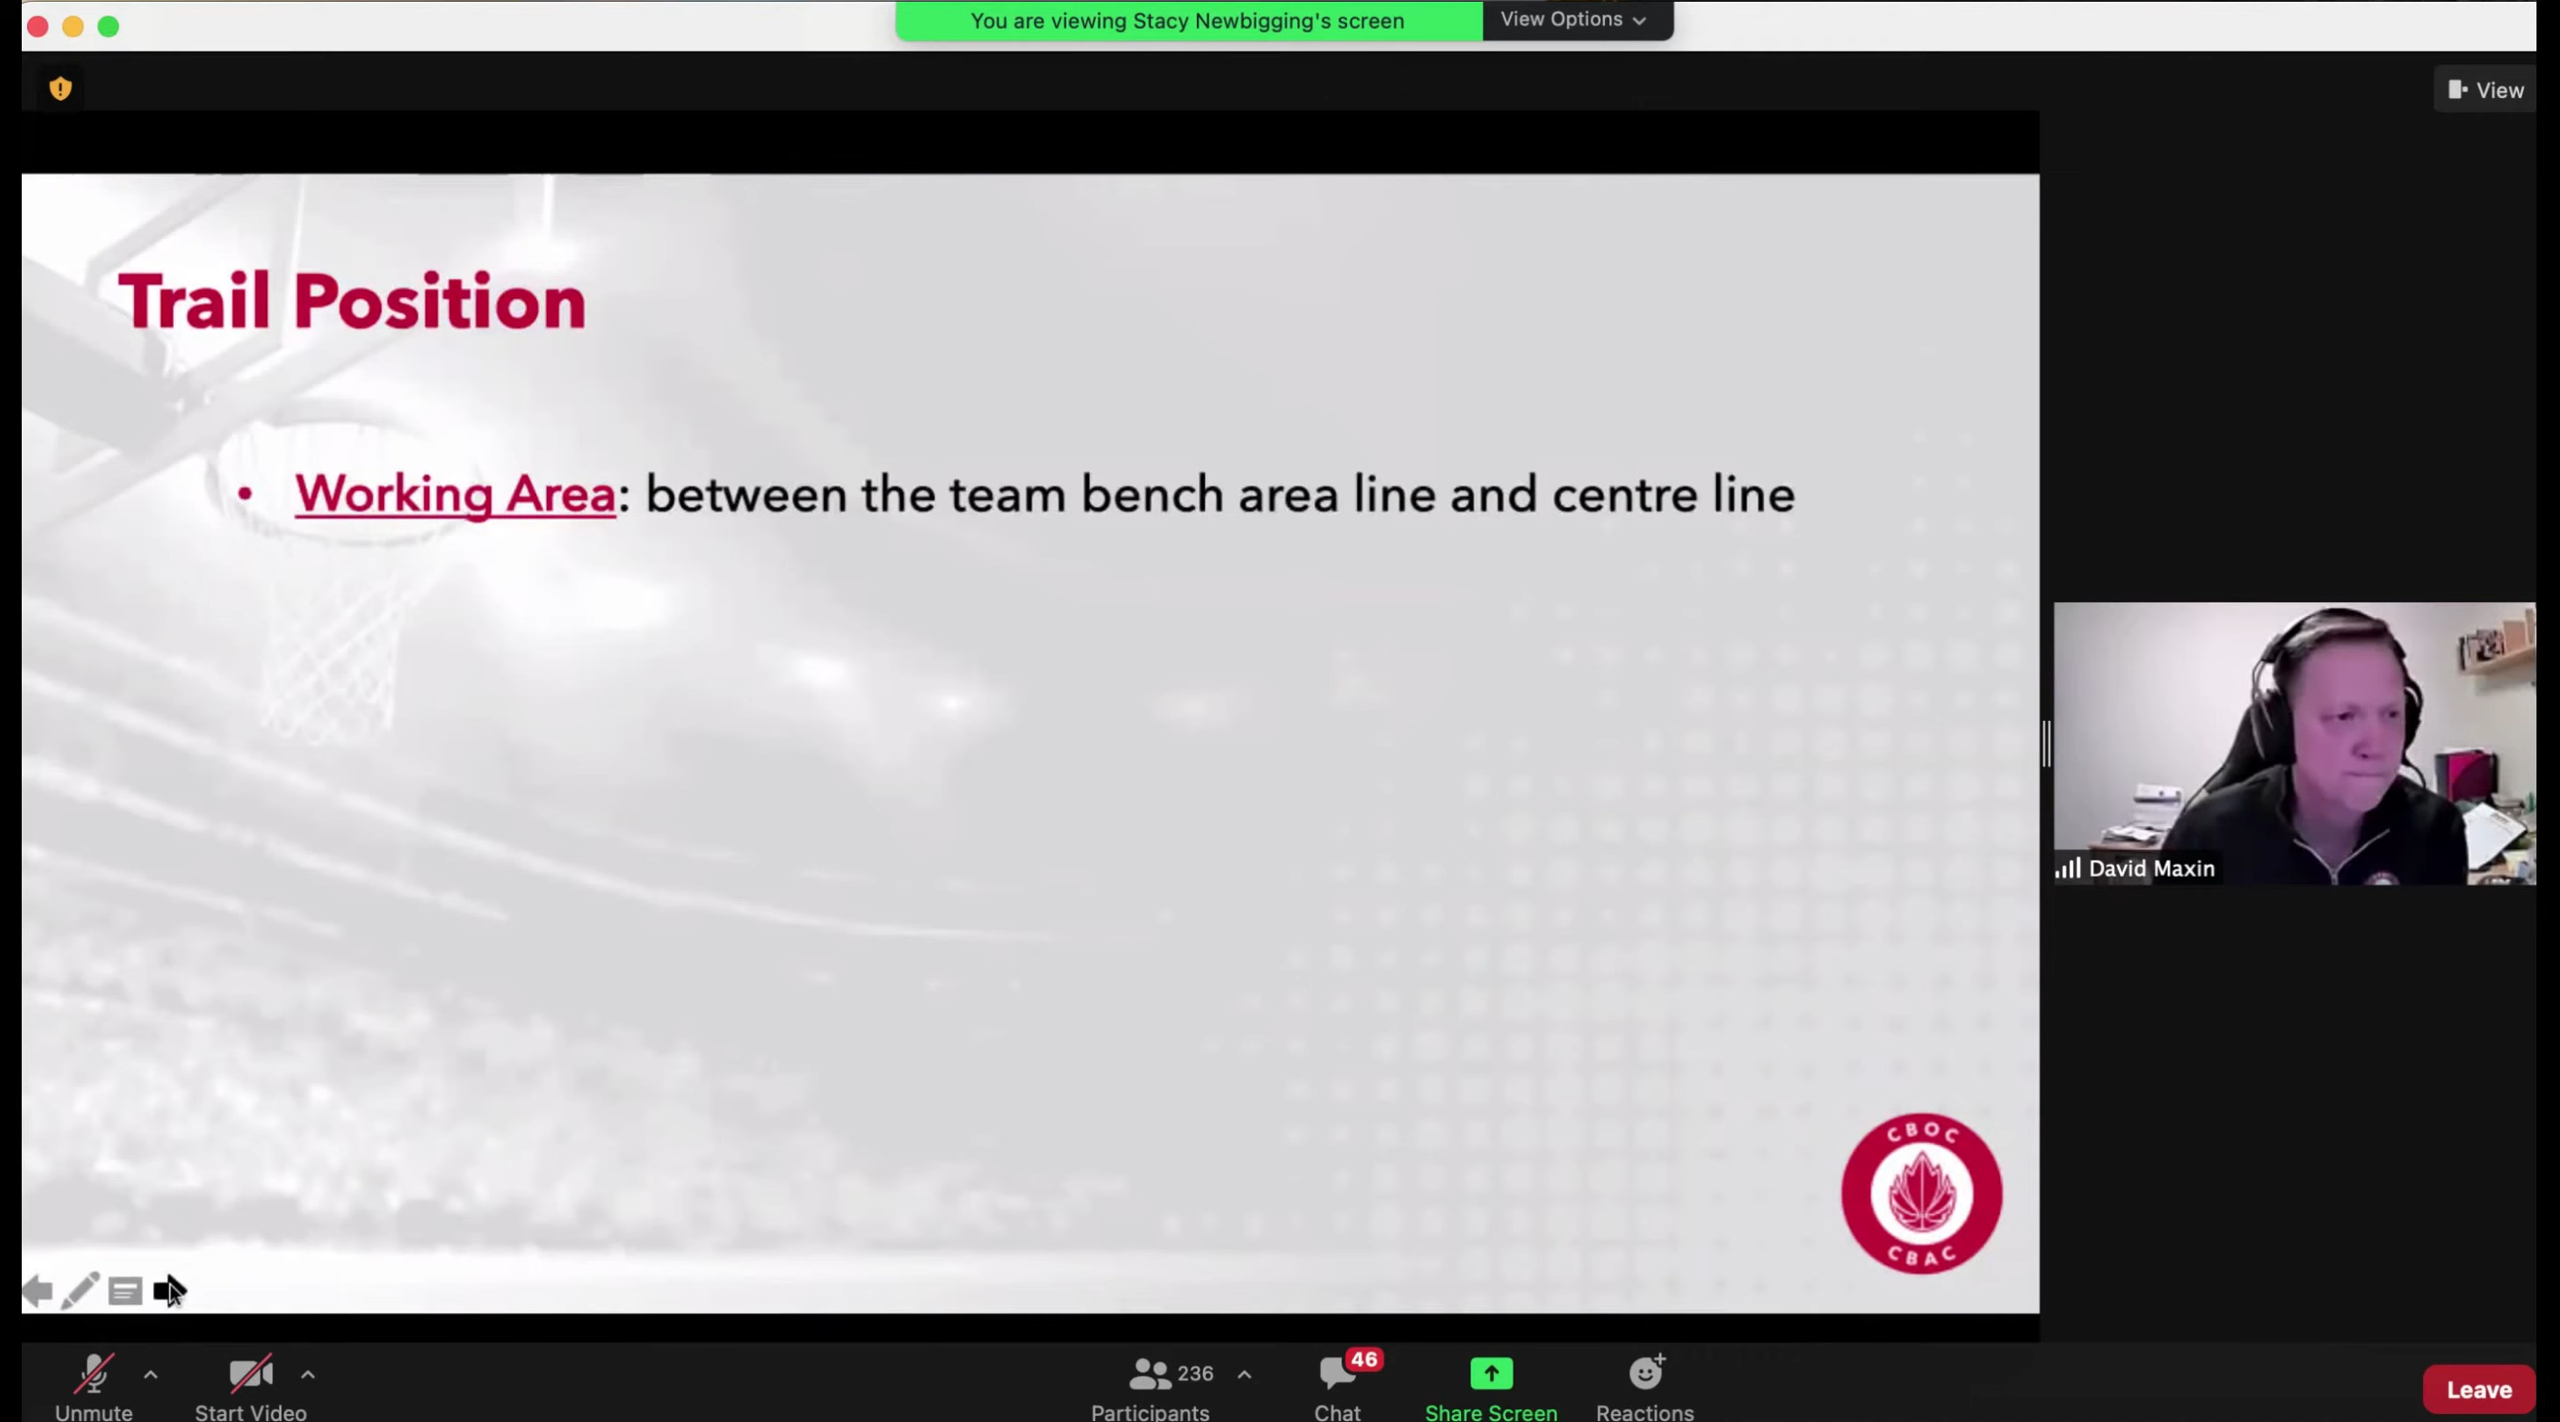 You are viewing Stacy Newbigging's screen
View Options
View
Trail Position
• Working Area: between the team bench area line and centre line
David Maxin
CBOC
CBAC
236
46
Unmute
Start Video
Participants
Chat
Share Screen
Reactions
Leave